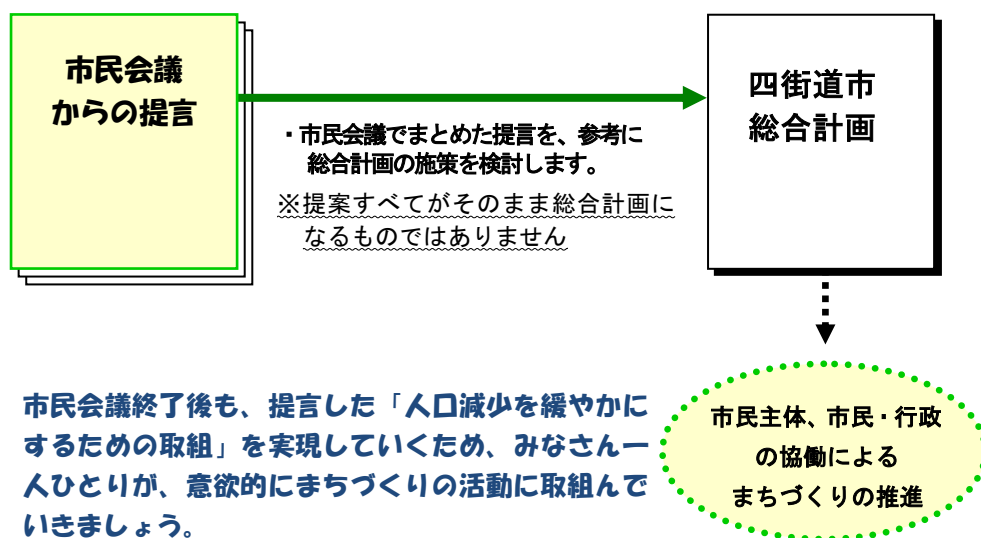 市民会議
からの提言
四街道市
総合計画
・市民会議でまとめた提言を、参考に
総合計画の施策を検討します。
※提案すべてがそのまま総合計画に
なるものではありません
市民会議終了後も、提言した「人口減少を緩やかに
するための取組」を実現していくため、みなさん一
人ひとりが、意欲的にまちづくりの活動に取組んで
いきましょう。
市民主体、市民・行政
の協働による
まちづくりの推進